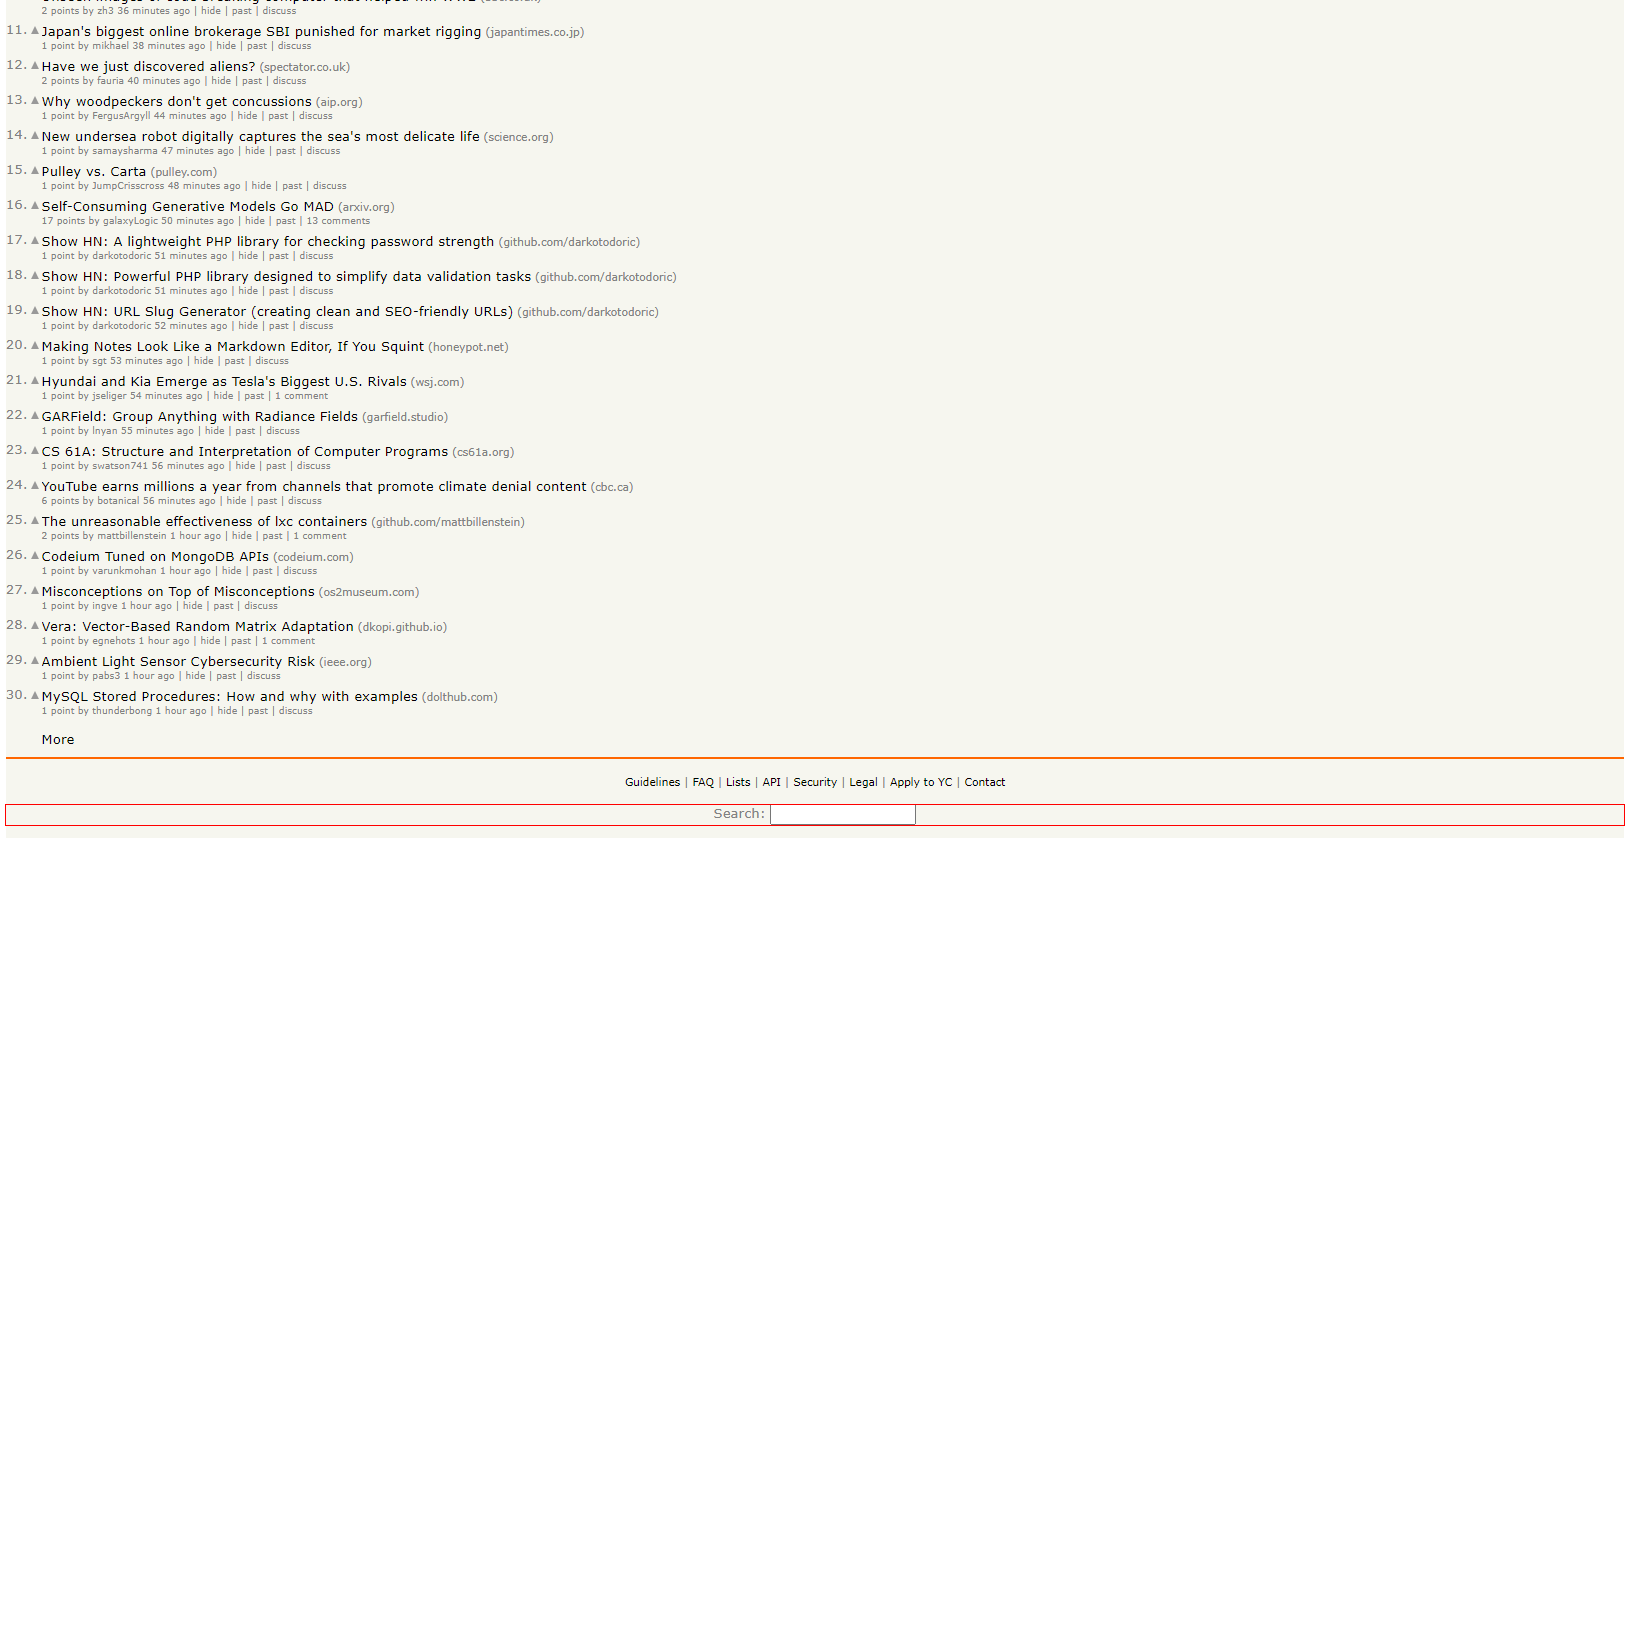 2 points by zh3 36 minutes ago | hide | past | discuss
11. Japan's biggest online brokerage SBI punished for market rigging (japantimes.co.jp)
1 point by mikhael 38 minutes ago | hide | past | discuss
12. Have we just discovered aliens? (spectator.co.uk)
2 points by fauria 40 minutes ago | hide | past | discuss
13. Why woodpeckers don't get concussions (aip.org)
1 point by FergusArgyll 44 minutes ago | hide | past | discuss
14. New undersea robot digitally captures the sea's most delicate life (science.org)
1 point by samaysharma 47 minutes ago | hide | past | discuss
15. Pulley vs. Carta (pulley.com)
1 point by JumpCrisscross 48 minutes ago | hide | past | discuss
16. Self-Consuming Generative Models Go MAD (arxiv.org)
17 points by galaxyLogic 50 minutes ago | hide | past | 13 comments
17. Show HN: A lightweight PHP library for checking password strength (github.com/darkotodoric)
1 point by darkotodoric 51 minutes ago | hide | past | discuss
18. Show HN: Powerful PHP library designed to simplify data validation tasks (github.com/darkotodoric)
1 point by darkotodoric 51 minutes ago | hide | past | discuss
19. Show HN: URL Slug Generator (creating clean and SEO-friendly URLs) (github.com/darkotodoric)
1 point by darkotodoric 52 minutes ago | hide | past | discuss
20. Making Notes Look Like a Markdown Editor, If You Squint (honeypot.net)
1 point by sgt 53 minutes ago | hide | past | discuss
21. Hyundai and Kia Emerge as Tesla's Biggest U.S. Rivals (wsj.com)
1 point by jseliger 54 minutes ago | hide | past | 1 comment
22. GARField: Group Anything with Radiance Fields (garfield.studio)
1 point by lnyan 55 minutes ago | hide | past | discuss
23. CS 61A: Structure and Interpretation of Computer Programs (cs61a.org)
1 point by swatson741 56 minutes ago | hide | past | discuss
24. YouTube earns millions a year from channels that promote climate denial content (cbc.ca)
6 points by botanical 56 minutes ago | hide | past | discuss
25. The unreasonable effectiveness of lxc containers (github.com/mattbillenstein)
2 points by mattbillenstein 1 hour ago | hide | past | 1 comment
26. Codeium Tuned on MongoDB APIs (codeium.com)
1 point by varunkmohan 1 hour ago | hide | past | discuss
27. Misconceptions on Top of Misconceptions (os2museum.com)
1 point by ingve 1 hour ago | hide | past | discuss
28. Vera: Vector-Based Random Matrix Adaptation (dkopi.github.io)
1 point by egnehots 1 hour ago | hide | past | 1 comment
29. Ambient Light Sensor Cybersecurity Risk (ieee.org)
1 point by pabs3 1 hour ago | hide | past | discuss
30. MySQL Stored Procedures: How and why with examples (dolthub.com)
1 point by thunderbong 1 hour ago | hide | past | discuss
More
Guidelines | FAQ | Lists | API | Security | Legal | Apply to YC | Contact
Search: